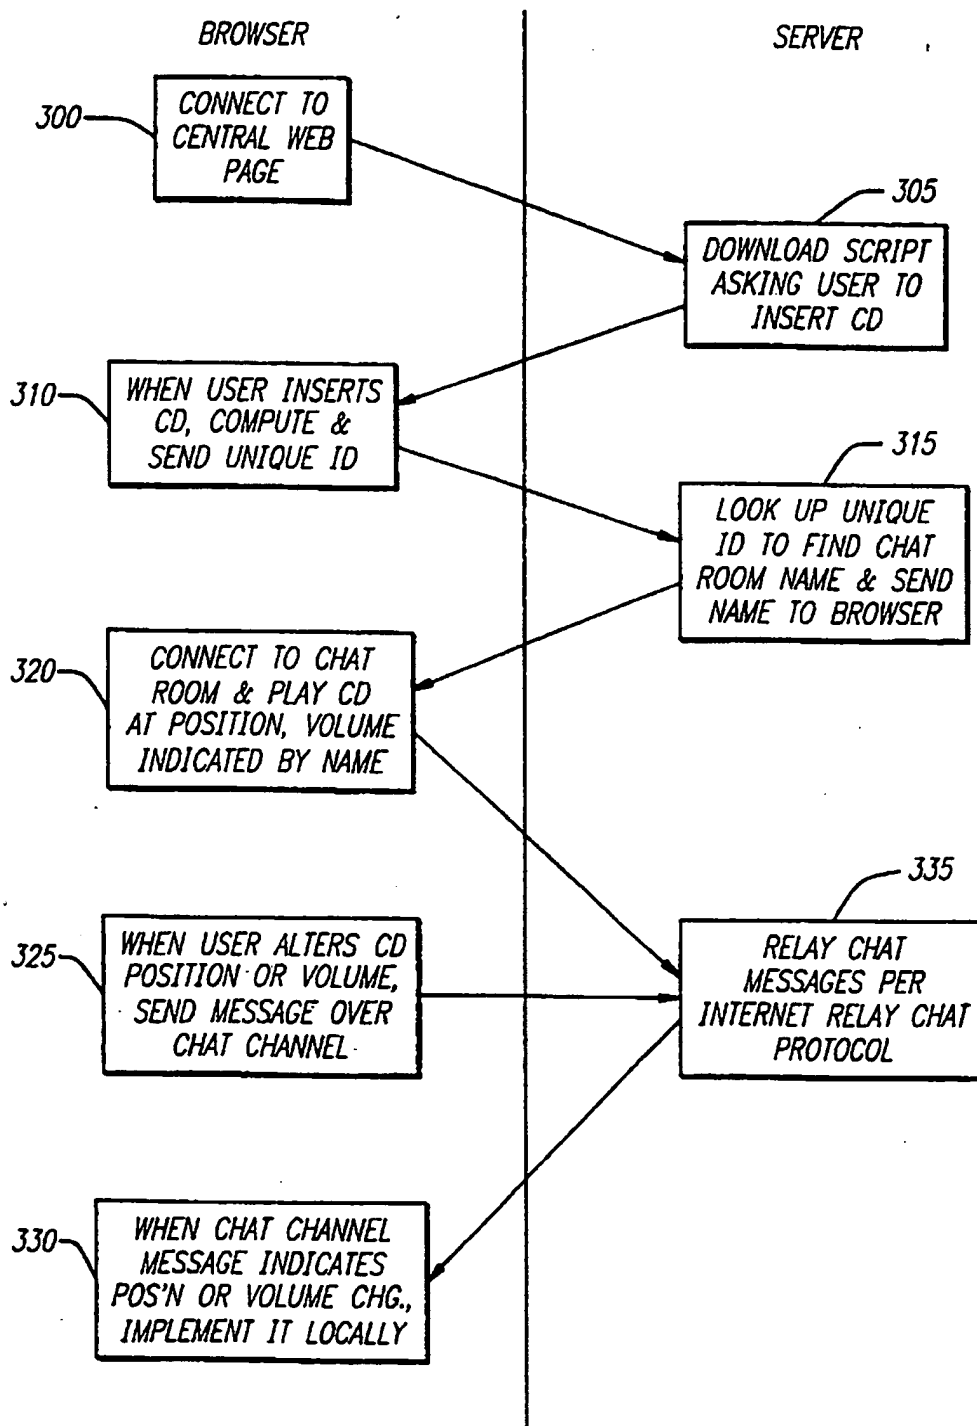 BROWSER
SERVER
300
CONNECT TO
CENTRAL WEB
PAGE
305
DOWNLOAD SCRIPT
ASKING USER TO
INSERT CD
310
WHEN USER INSERTS
CD, COMPUTE &
SEND UNIQUE ID
315
LOOK UP UNIQUE
ID TO FIND CHAT
ROOM NAME & SEND
NAME TO BROWSER
320
CONNECT TO CHAT
ROOM & PLAY CD
AT POSITION, VOLUME
INDICATED BY NAME
335
RELAY CHAT
MESSAGES PER
INTERNET RELAY CHAT
PROTOCOL
325
WHEN USER ALTERS CD
POSITION OR VOLUME,
SEND MESSAGE OVER
CHAT CHANNEL
330
WHEN CHAT CHANNEL
MESSAGE INDICATES
POS'N OR VOLUME CHG.,
IMPLEMENT IT LOCALLY